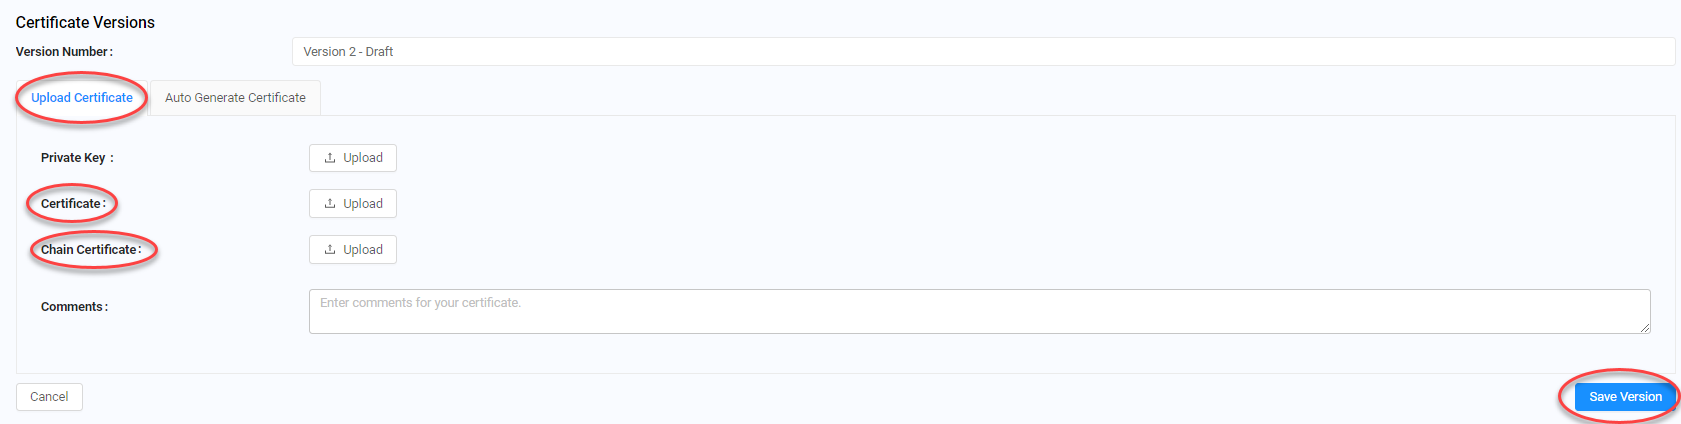 Certificate Versions
Version Number: Version 2 - Draft
Upload Certificate Auto Generate Certificate
Private Key : Upload
Certificate: Upload
Chain Certificate: Upload
Comments: Enter comments for your certificate.
Cancel Save Version